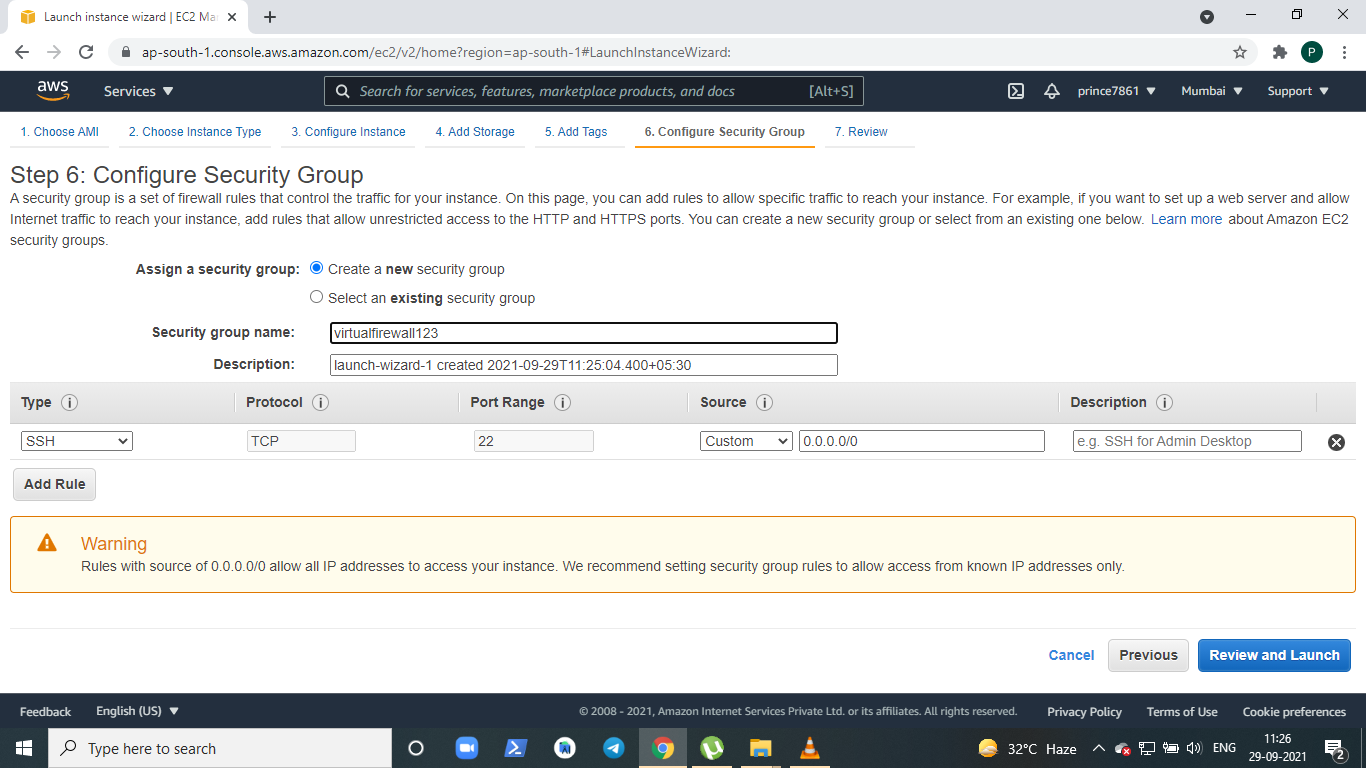 Launch instance wizard | EC2 Ma
ap-south-1.console.aws.amazon.com/ec2/v2/home?region=ap-south-1#LaunchInstanceWizard:
P
aws
Services
Search for services, features, marketplace products, and docs
[Alt+S]
prince7861
Mumbai
Support
1. Choose AMI
2. Choose Instance Type
3. Configure Instance
4. Add Storage
5. Add Tags
6. Configure Security Group
7. Review
Step 6: Configure Security Group
A security group is a set of firewall rules that control the traffic for your instance. On this page, you can add rules to allow specific traffic to reach your instance. For example, if you want to set up a web server and allow
Internet traffic to reach your instance, add rules that allow unrestricted access to the HTTP and HTTPS ports. You can create a new security group or select from an existing one below. Learn more about Amazon EC2
security groups.
Assign a security group:
Create a new security group
Select an existing security group
Security group name:
virtualfirewall123
Description:
launch-wizard-1 created 2021-09-29T11:25:04.400+05:30
Type
Protocol
Port Range
Source
Description
SSH
TCP
22
Custom
0.0.0.0/0
e.g. SSH for Admin Desktop
Add Rule
Warning
Rules with source of 0.0.0.0/0 allow all IP addresses to access your instance. We recommend setting security group rules to allow access from known IP addresses only.
Cancel
Previous
Review and Launch
Feedback
English (US)
© 2008 - 2021, Amazon Internet Services Private Ltd. or its affiliates. All rights reserved.
Privacy Policy
Terms of Use
Cookie preferences
Type here to search
32°C Haze
ENG
11:26
29-09-2021
2